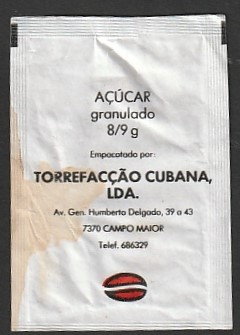 AÇÚCAR
granulado
8/9 g
Empacotado por:
TORREFACÇÃO CUBANA,
LDA.
Av. Gen. Humberto Delgado, 39 a 43
7370 CAMPO MAIOR
Telef. 686329